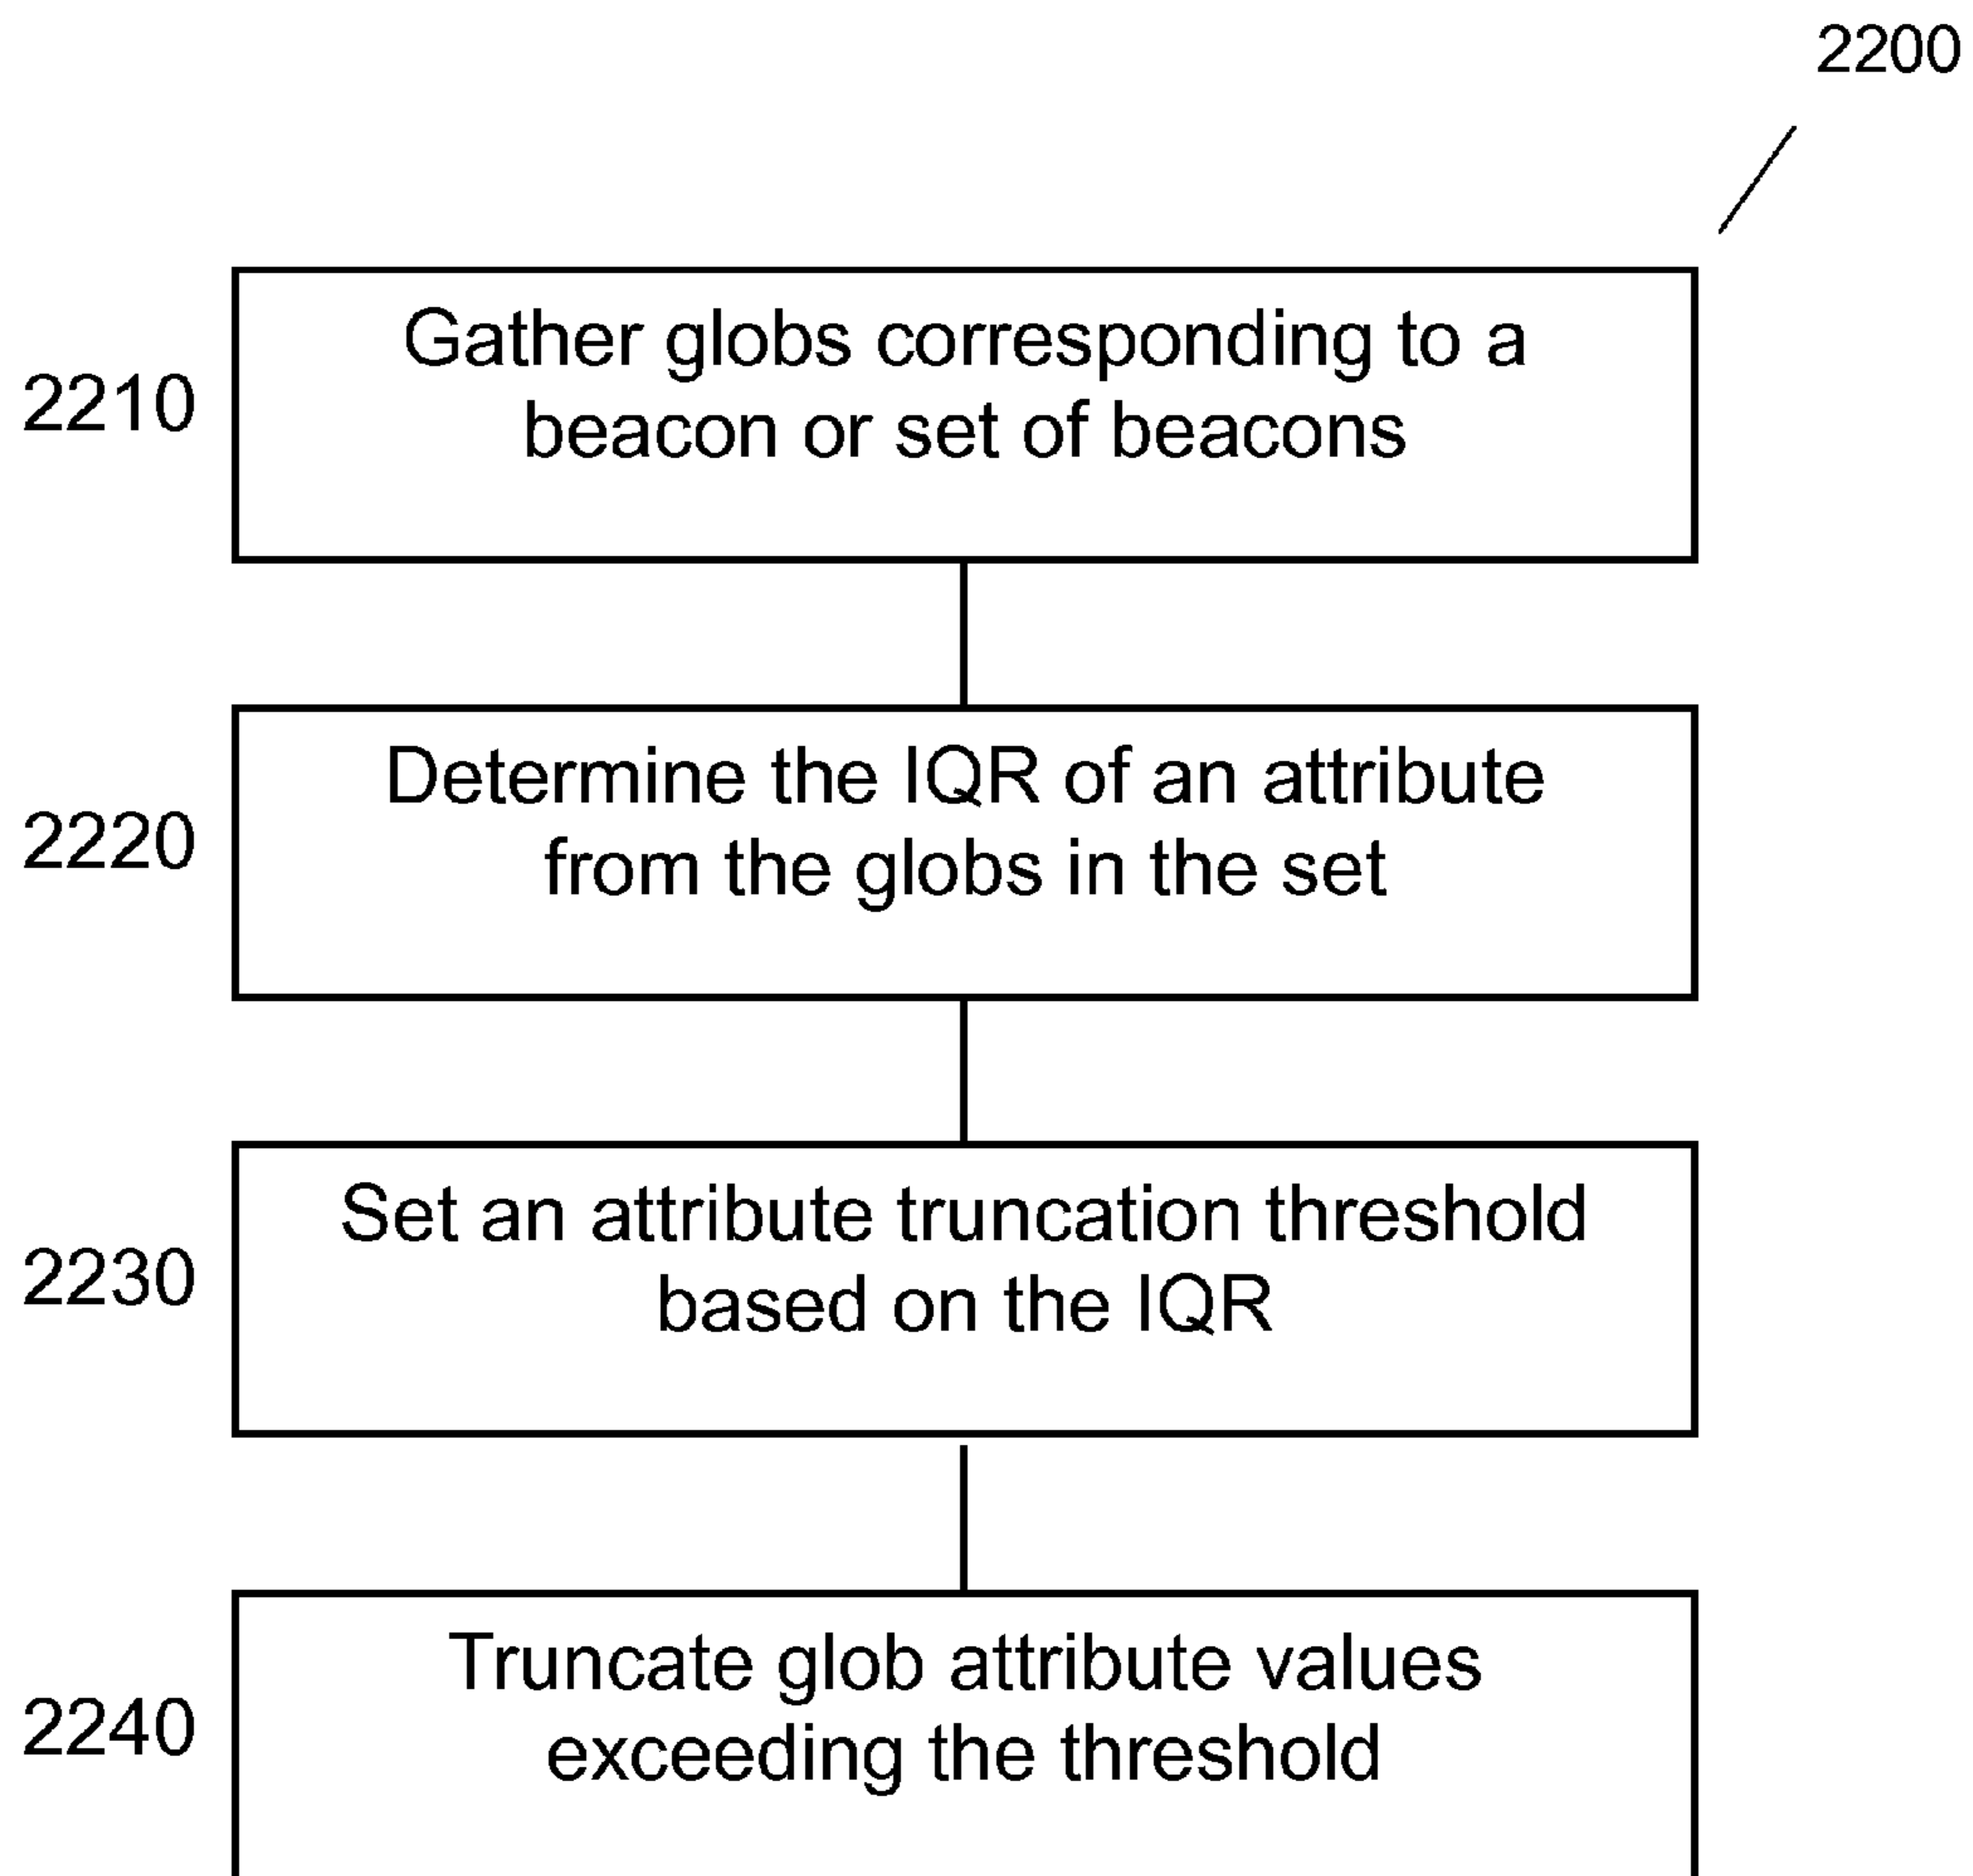 2200
2210
Gather globs corresponding to a
beacon or set of beacons
2220
Determine the IQR of an attribute
from the globs in the set
2230
Set an attribute truncation threshold
based on the IQR
2240
Truncate glob attribute values
exceeding the threshold